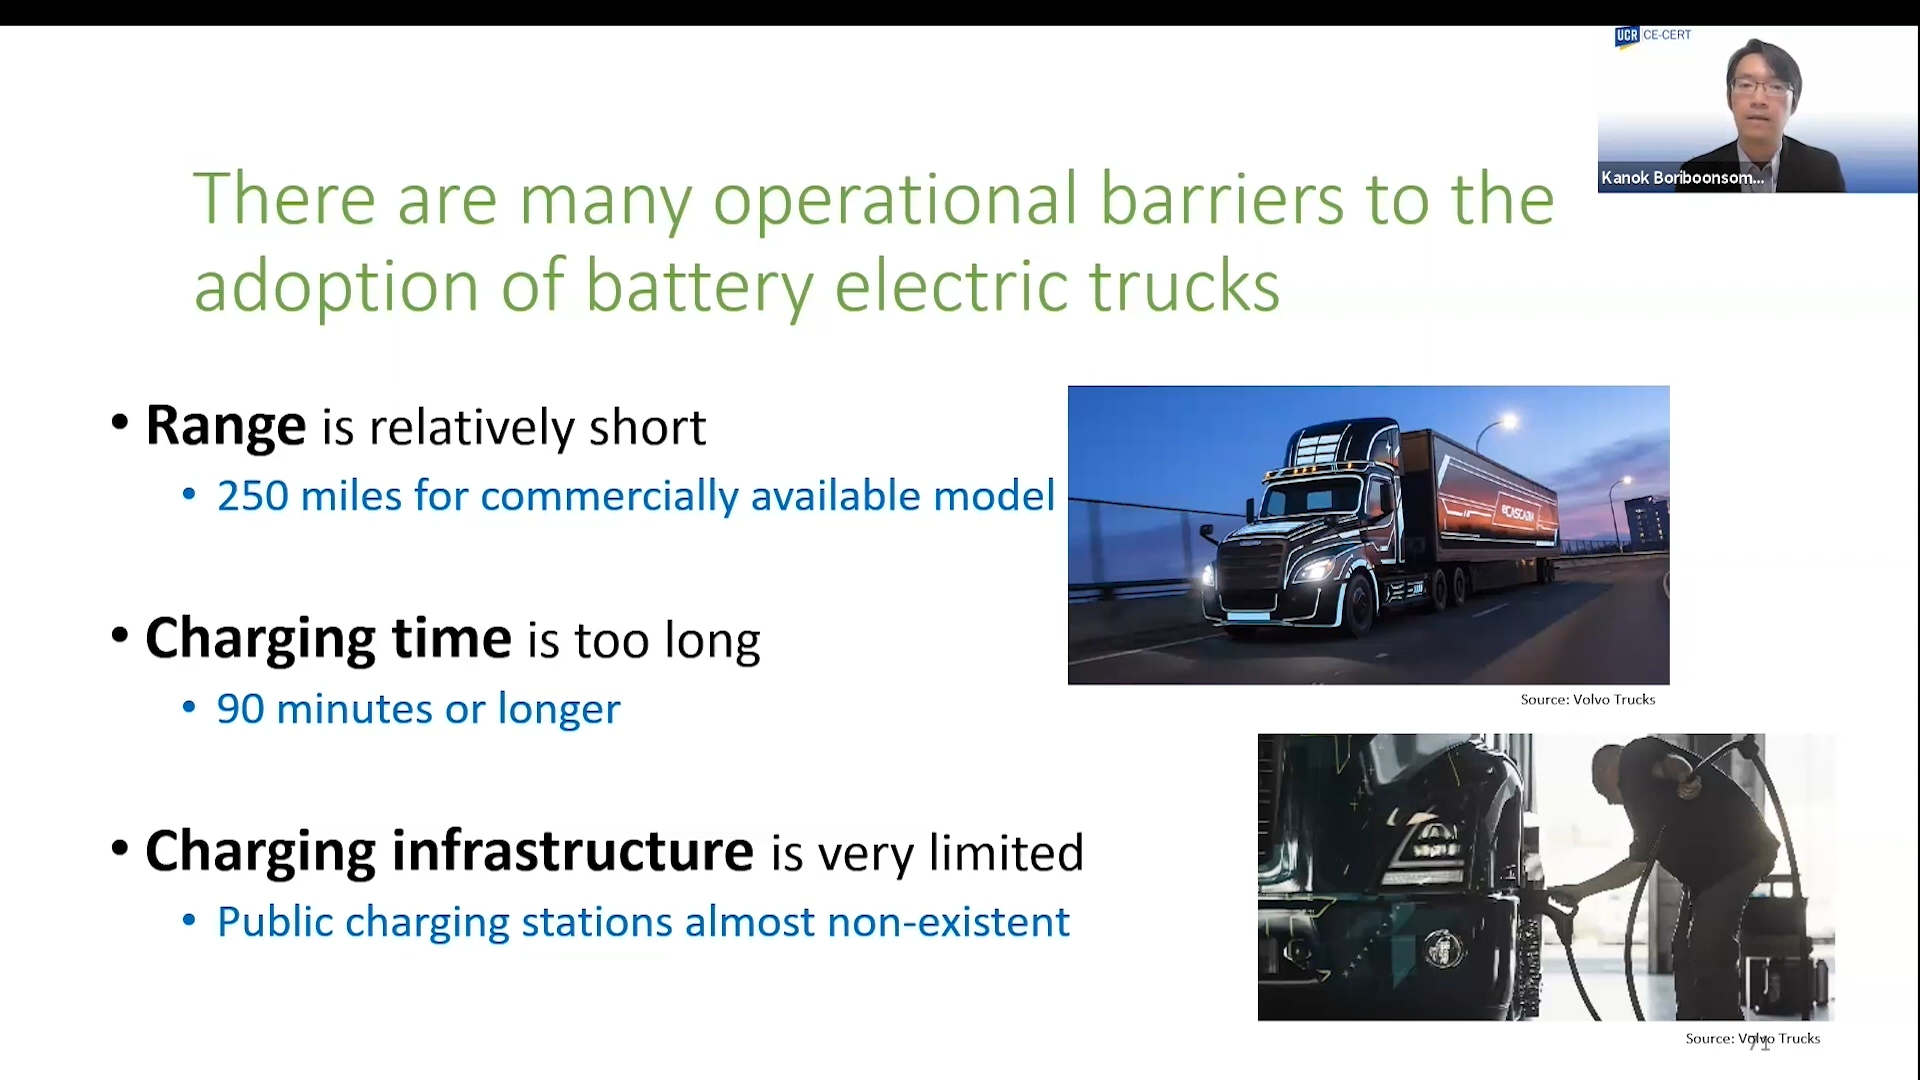 UCR CE-CERT
Kanok Boriboonsom...
There are many operational barriers to the
adoption of battery electric trucks
• Range is relatively short
• 250 miles for commercially available model
eCASCADIA
Source: Volvo Trucks
• Charging time is too long
• 90 minutes or longer
• Charging infrastructure is very limited
• Public charging stations almost non-existent
Source: Volvo Trucks
71